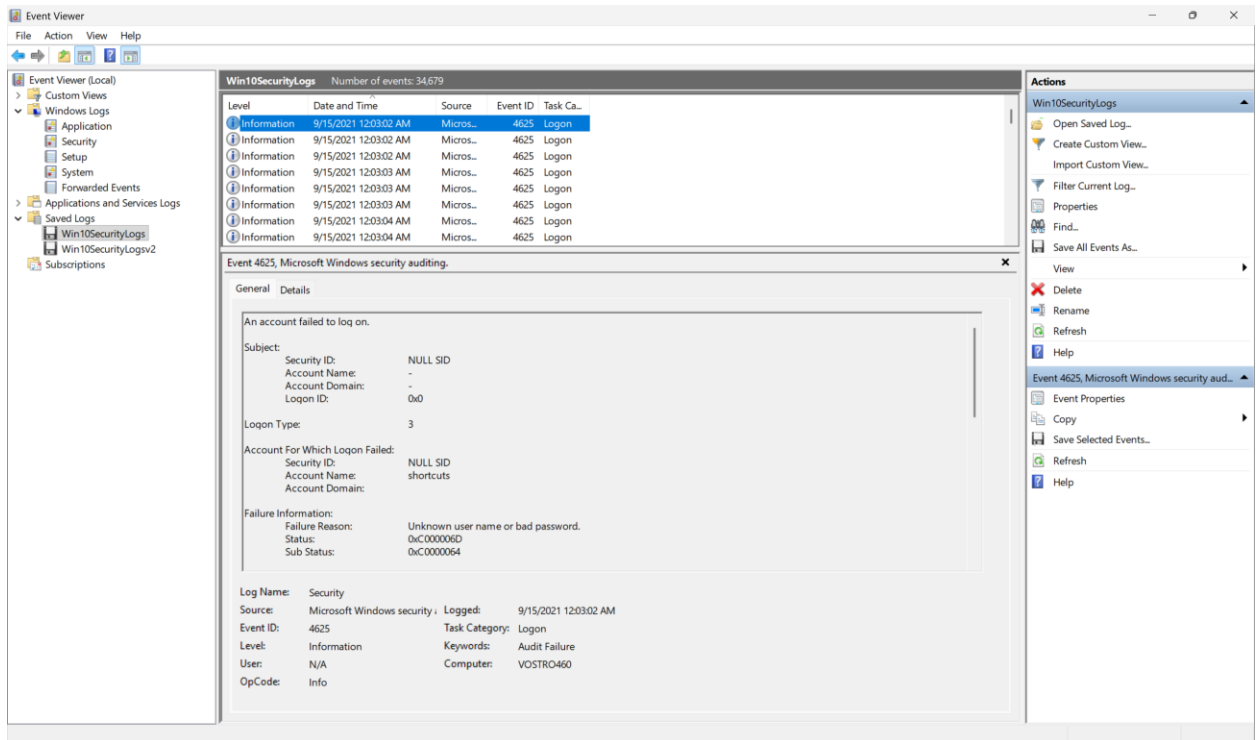 Event Viewer
File Action View Help
Event Viewer (Local)
Custom Views
Windows Logs
Application
Security
Setup
System
Forwarded Events
Applications and Services Logs
Saved Logs
Win10SecurityLogs
Win10SecurityLogsv2
Subscriptions
Win10SecurityLogs Number of events: 34,679
Level Date and Time Source Event ID Task Ca...
Information 9/15/2021 12:03:02 AM Micros... 4625 Logon
Information 9/15/2021 12:03:02 AM Micros... 4625 Logon
Information 9/15/2021 12:03:02 AM Micros... 4625 Logon
Information 9/15/2021 12:03:03 AM Micros... 4625 Logon
Information 9/15/2021 12:03:03 AM Micros... 4625 Logon
Information 9/15/2021 12:03:03 AM Micros... 4625 Logon
Information 9/15/2021 12:03:04 AM Micros... 4625 Logon
Information 9/15/2021 12:03:04 AM Micros... 4625 Logon
Event 4625, Microsoft Windows security auditing.
General Details
An account failed to log on.
Subject:
Security ID: NULL SID
Account Name: -
Account Domain: -
Logon ID: 0x0
Logon Type: 3
Account For Which Logon Failed:
Security ID: NULL SID
Account Name: shortcuts
Account Domain:
Failure Information:
Failure Reason: Unknown user name or bad password.
Status: 0xC000006D
Sub Status: 0xC0000064
Log Name: Security
Source: Microsoft Windows security Logged: 9/15/2021 12:03:02 AM
Event ID: 4625 Task Category: Logon
Level: Information Keywords: Audit Failure
User: N/A Computer: VOSTRO460
OpCode: Info
Actions
Win10SecurityLogs
Open Saved Log...
Create Custom View...
Import Custom View...
Filter Current Log...
Properties
Find...
Save All Events As...
View
Delete
Rename
Refresh
Help
Event 4625, Microsoft Windows security aud...
Event Properties
Copy
Save Selected Events...
Refresh
Help